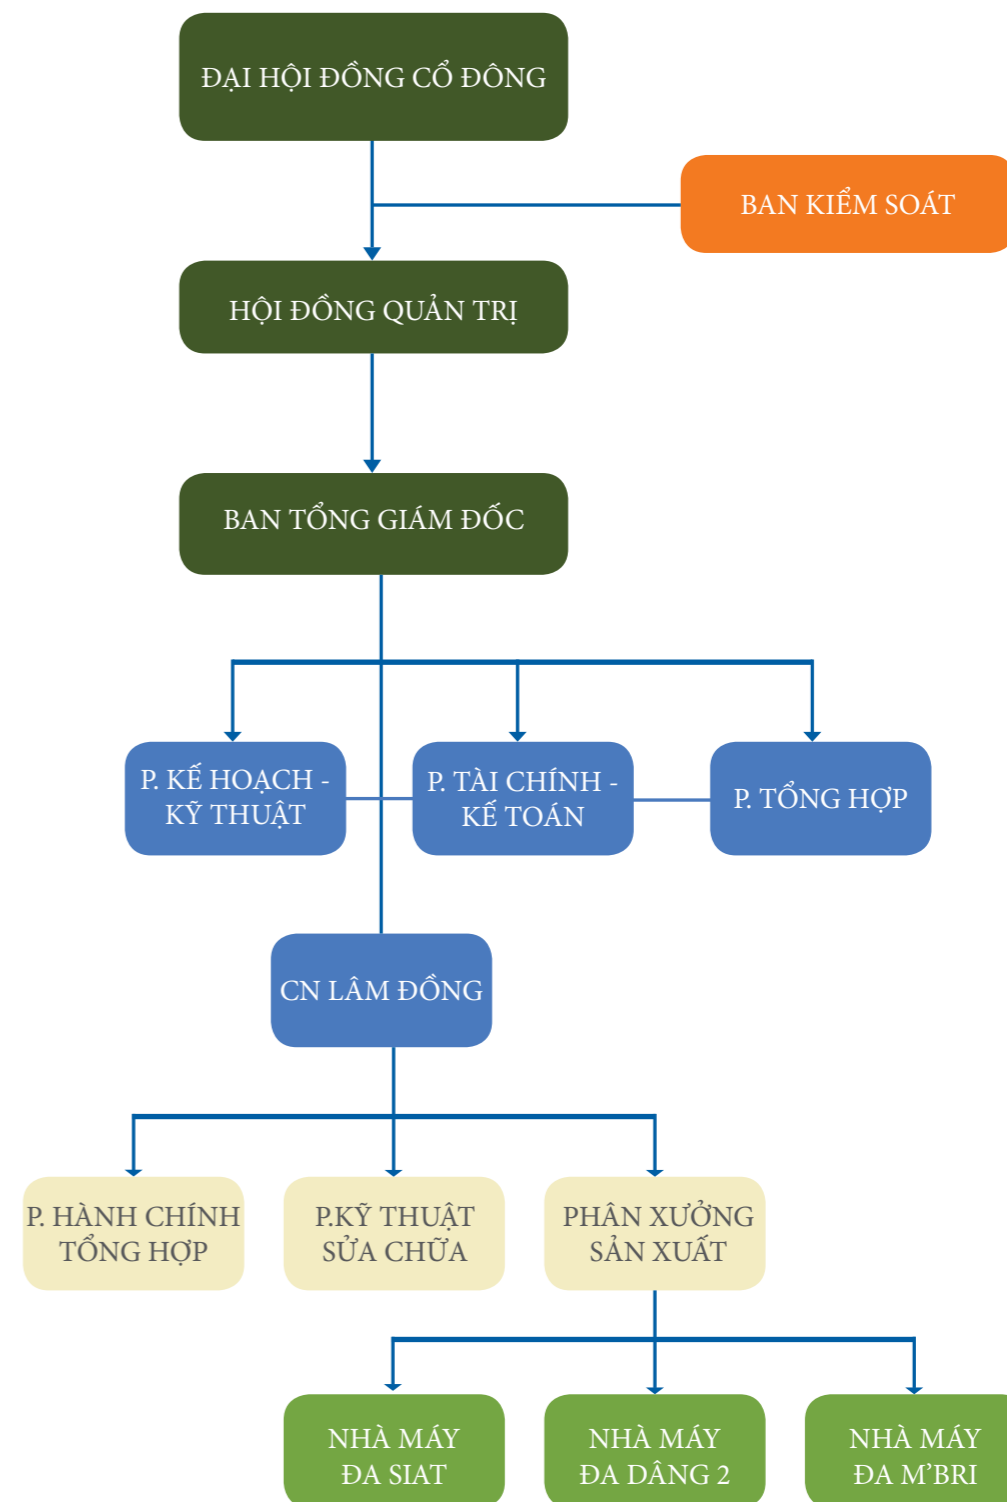 ĐẠI HỘI ĐỒNG CỔ ĐÔNG
BAN KIỂM SOÁT
HỘI ĐỒNG QUẢN TRỊ
BAN TỔNG GIÁM ĐỐC
P. KẾ HOẠCH -
KỸ THUẬT
P. TÀI CHÍNH -
KẾ TOÁN
P. TỔNG HỢP
CN LÂM ĐỒNG
P. HÀNH CHÍNH
TỔNG HỢP
P.KỸ THUẬT
SỬA CHỮA
PHÂN XƯỞNG
SẢN XUẤT
NHÀ MÁY
ĐA SIAT
NHÀ MÁY
ĐA DÂNG 2
NHÀ MÁY
ĐA M’BRI